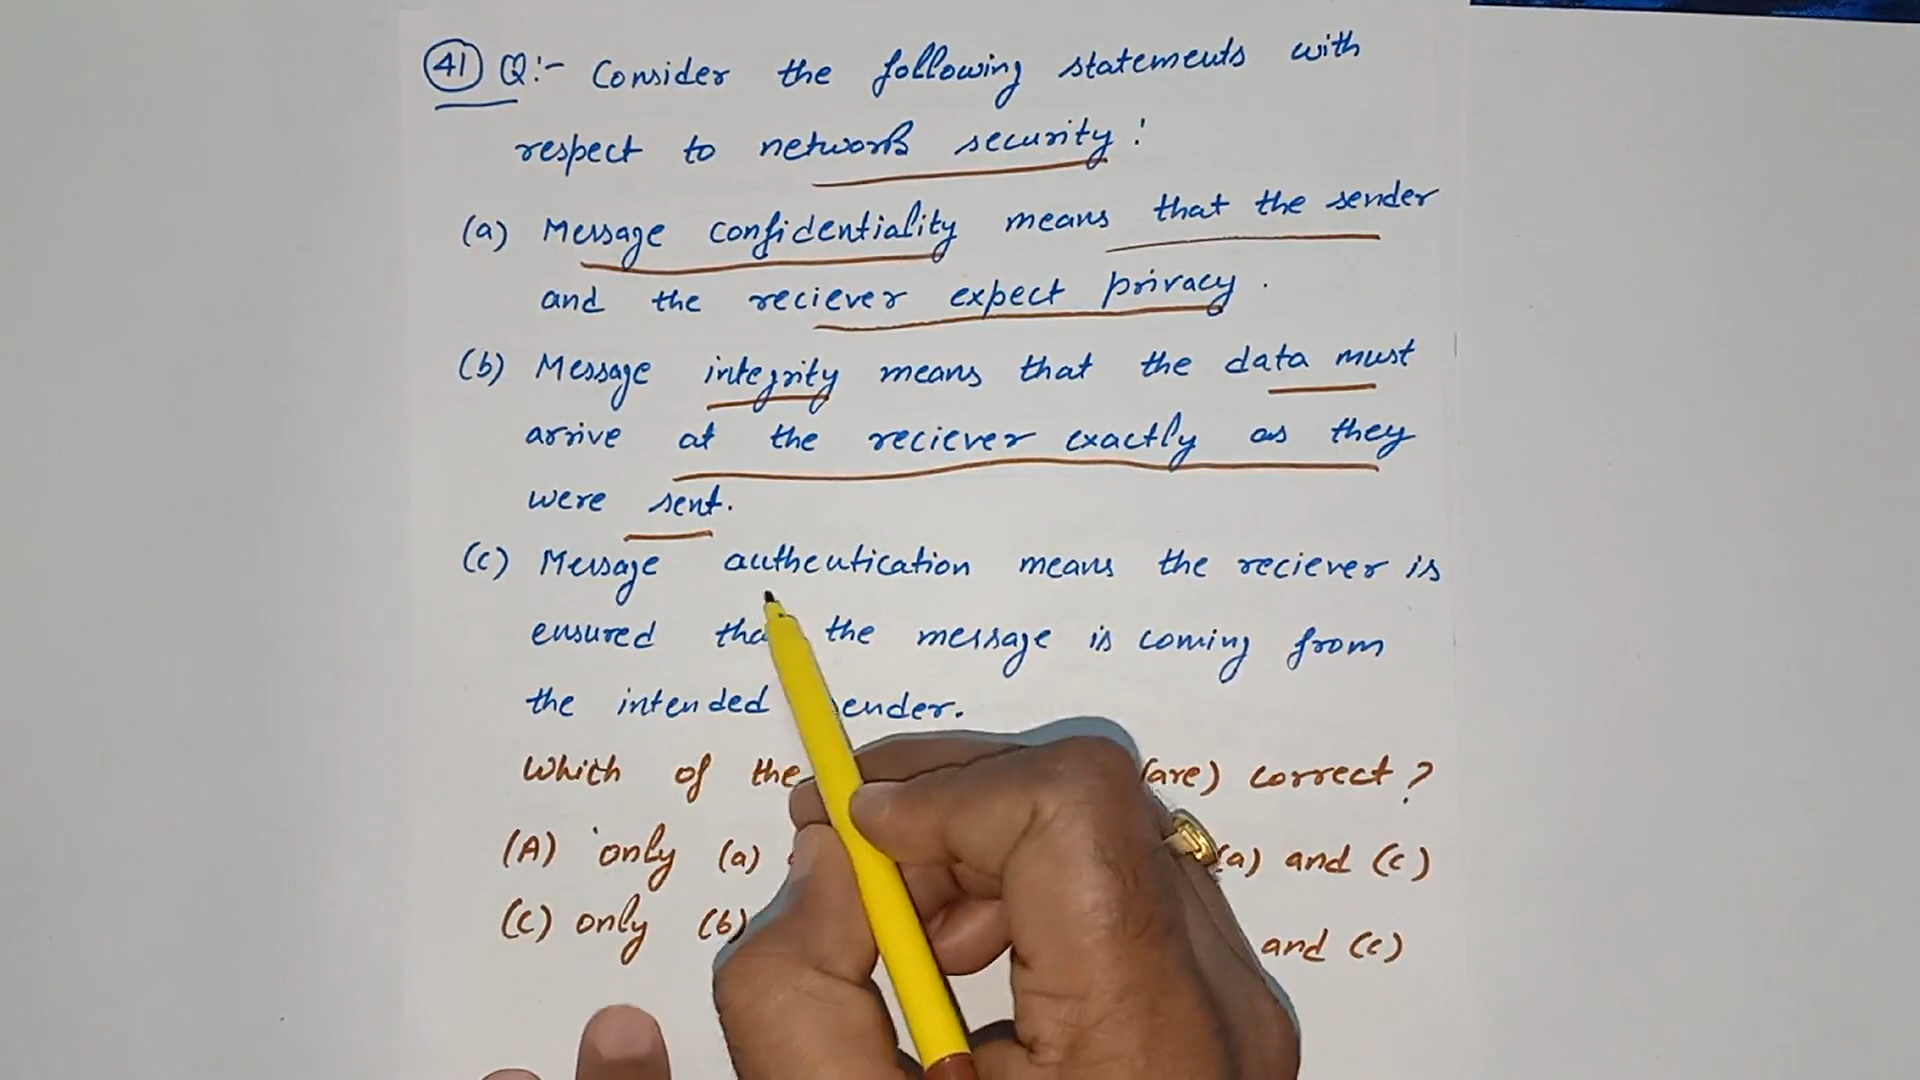 41 Q:- Consider the following statements with
respect to network security:
(a) Message confidentiality means that the sender
and the reciever expect privacy.
(b) Message integrity means that the data must
arrive at the reciever exactly as they
were sent.
(c) Message authentication means the reciever is
ensured the message is coming from
the intended
Which of the (are) correct?
(A) only (a) (a) and (c)
(C) only (b) and (c)